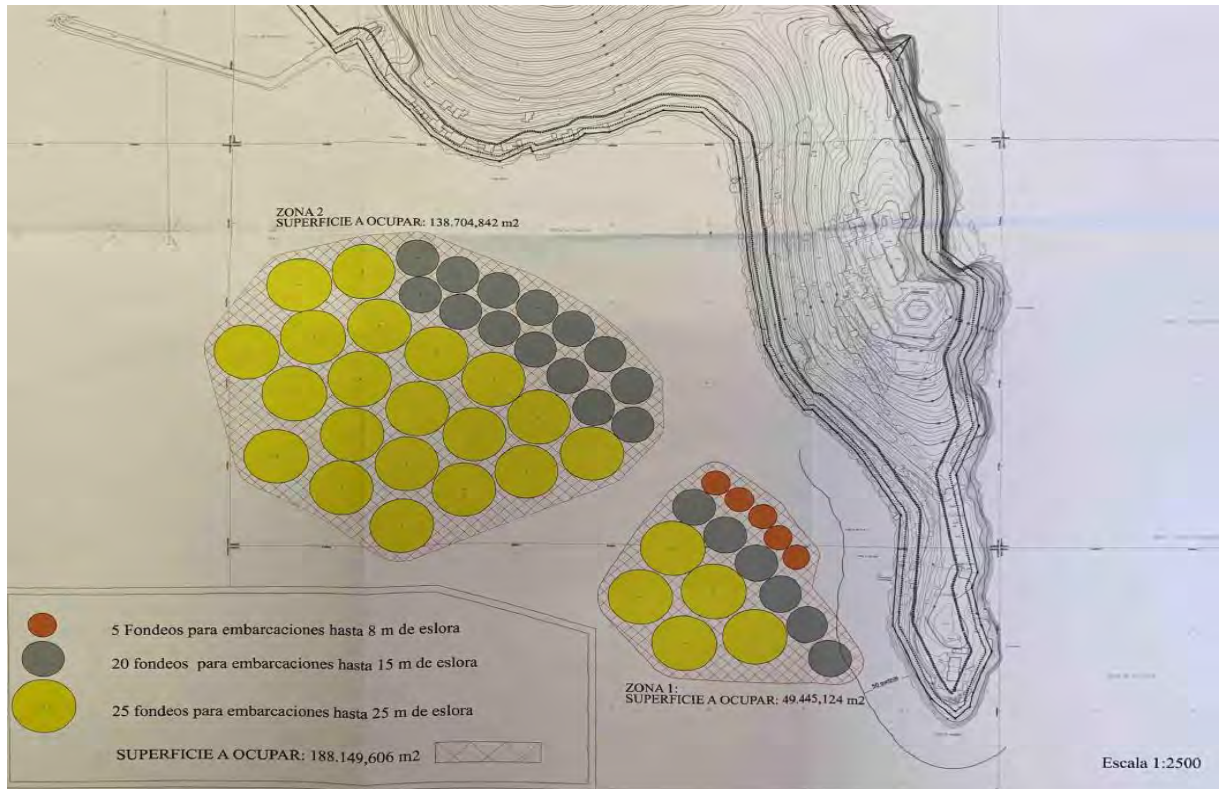 ZONA 2
SUPERFICIE A OCUPAR: 138.704,842 m2
ZONA 1:
SUPERFICIE A OCUPAR: 49.445,124 m2
50 metros
5 Fondeos para embarcaciones hasta 8 m de eslora
20 fondeos para embarcaciones hasta 15 m de eslora
25 fondeos para embarcaciones hasta 25 m de eslora
SUPERFICIE A OCUPAR: 188.149,606 m2
Escala 1:2500